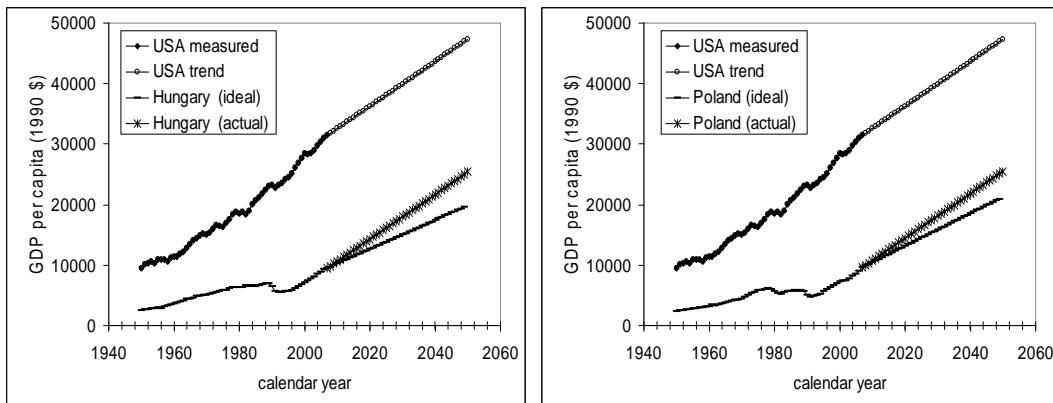 50000
40000
30000
20000
10000
0
GDP per capita (1990 $)
USA measured
USA trend
Hungary (ideal)
Hungary (actual)
1940 1960 1980 2000 2020 2040 2060
calendar year
50000
40000
30000
20000
10000
0
GDP per capita (1990 $)
USA measured
USA trend
Poland (ideal)
Poland (actual)
1940 1960 1980 2000 2020 2040 2060
calendar year